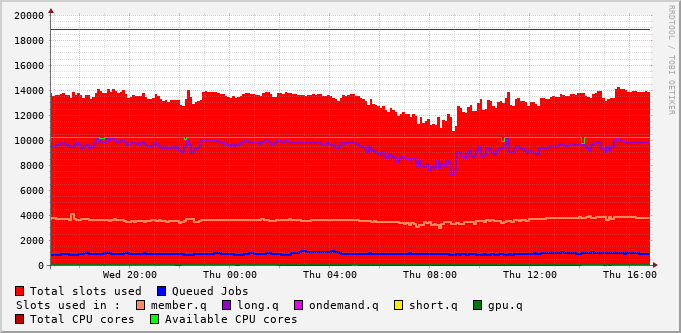 RRDTOOL / TOBI OETIKER
20000
18000
16000
14000
12000
10000
8000
6000
4000
2000
0
Wed 20:00 Thu 00:00 Thu 04:00 Thu 08:00 Thu 12:00 Thu 16:00
Total slots used Queued Jobs
Slots used in : member.q long.q ondemand.q short.q gpu.q
Total CPU cores Available CPU cores